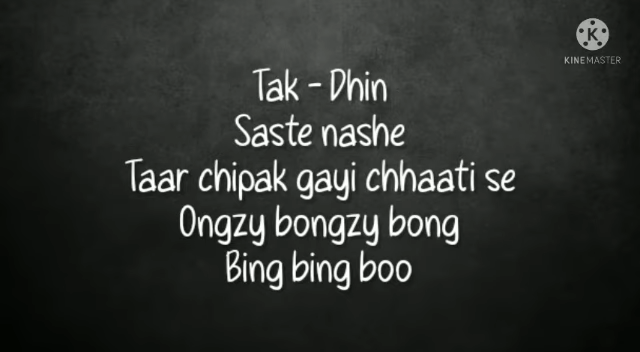 KINEMASTER
Tak - Dhin
Saste nashe
Taar chipak gayi chhaati se
Ongzy bongzy bong
Bing bing boo